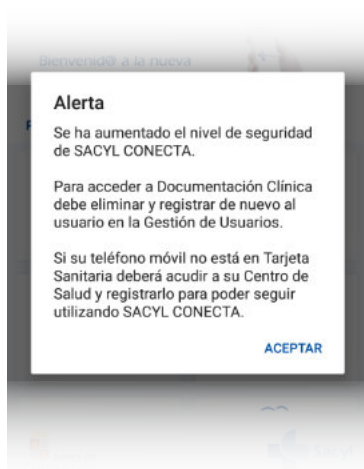 Bienvenid@ a la nueva
Alerta
Se ha aumentado el nivel de seguridad
de SACYL CONECTA.
Para acceder a Documentación Clínica
debe eliminar y registrar de nuevo al
usuario en la Gestión de Usuarios.
Si su teléfono móvil no está en Tarjeta
Sanitaria deberá acudir a su Centro de
Salud y registrarlo para poder seguir
utilizando SACYL CONECTA.
ACEPTAR
Sacyl